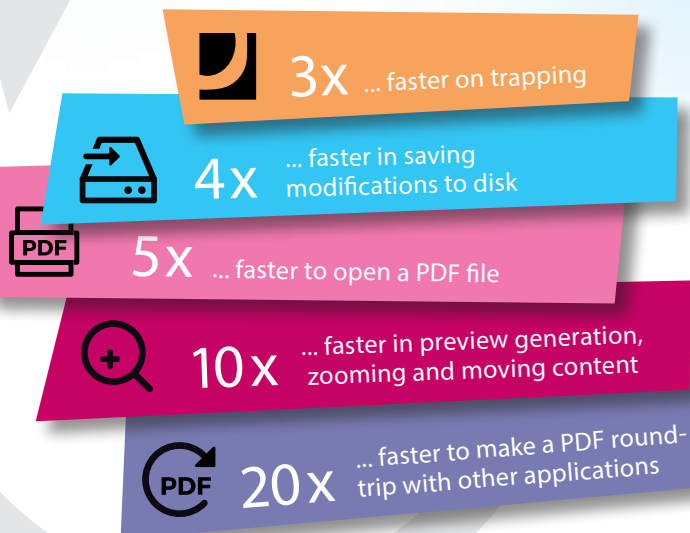 3x ... faster on trapping
4x ... faster in saving
modifications to disk
PDF
5x ... faster to open a PDF file
10x ... faster in preview generation,
zooming and moving content
PDF
20x ... faster to make a PDF round-
trip with other applications